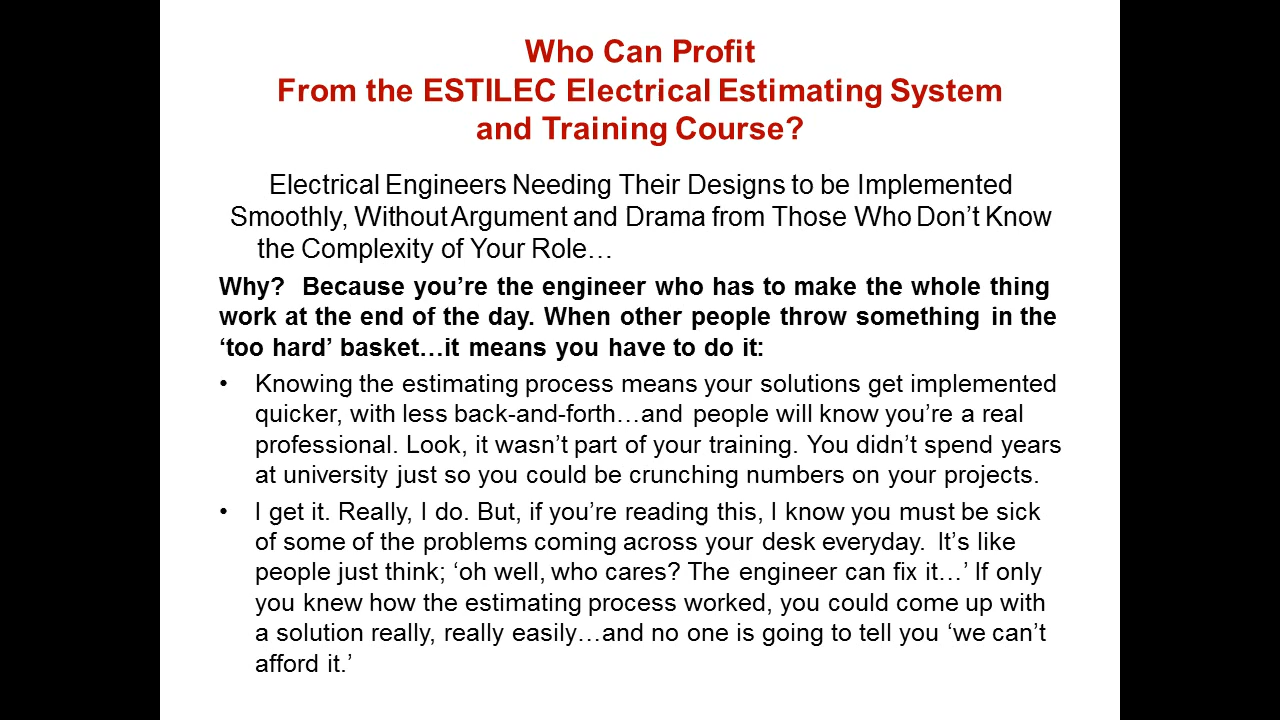 Who Can Profit
From the ESTILEC Electrical Estimating System
and Training Course?
Electrical Engineers Needing Their Designs to be Implemented
Smoothly, Without Argument and Drama from Those Who Don’t Know
the Complexity of Your Role…
Why?  Because you’re the engineer who has to make the whole thing
work at the end of the day. When other people throw something in the
‘too hard’ basket…it means you have to do it:
• Knowing the estimating process means your solutions get implemented
quicker, with less back-and-forth…and people will know you’re a real
professional. Look, it wasn’t part of your training. You didn’t spend years
at university just so you could be crunching numbers on your projects.
• I get it. Really, I do. But, if you’re reading this, I know you must be sick
of some of the problems coming across your desk everyday.  It’s like
people just think; ‘oh well, who cares? The engineer can fix it…’ If only
you knew how the estimating process worked, you could come up with
a solution really, really easily…and no one is going to tell you ‘we can’t
afford it.’